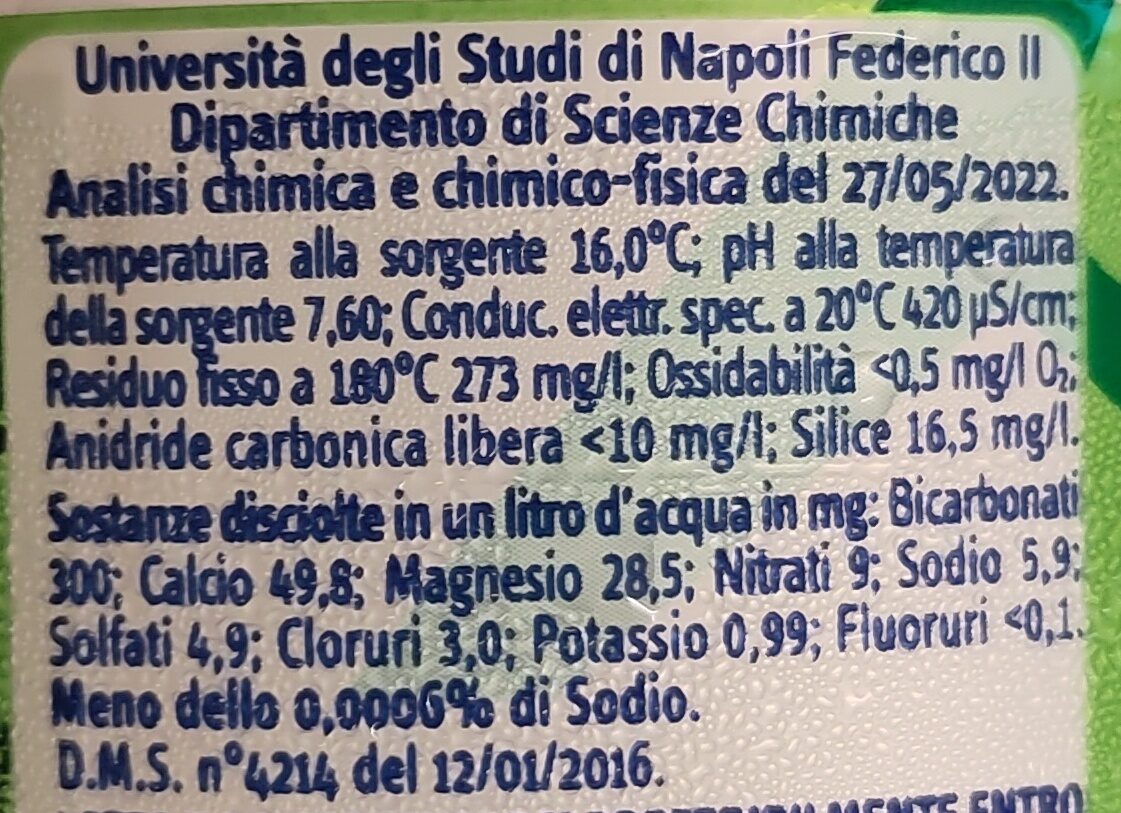 Università degli Studi di Napoli Federico II
Dipartimento di Scienze Chimiche
Analisi chimica e chimico-fisica del 27/05/2022.
Temperatura alla sorgente 16,0°C; pH alla temperatura
della sorgente 7,60; Conduc. elettr. spec. a 20°C 420 µS/cm;
Residuo fisso a 180°C 273 mg/l; Ossidabilità <0,5 mg/l O₂;
Anidride carbonica libera <10 mg/l; Silice 16,5 mg/l.
Sostanze disciolte in un litro d'acqua in mg: Bicarbonati
300; Calcio 49,8; Magnesio 28,5; Nitrati 9; Sodio 5,9;
Solfati 4,9; Cloruri 3,0; Potassio 0,99; Fluoruri <0,1.
Meno dello 0,0006% di Sodio.
D.M.S. n°4214 del 12/01/2016.
ENTRO